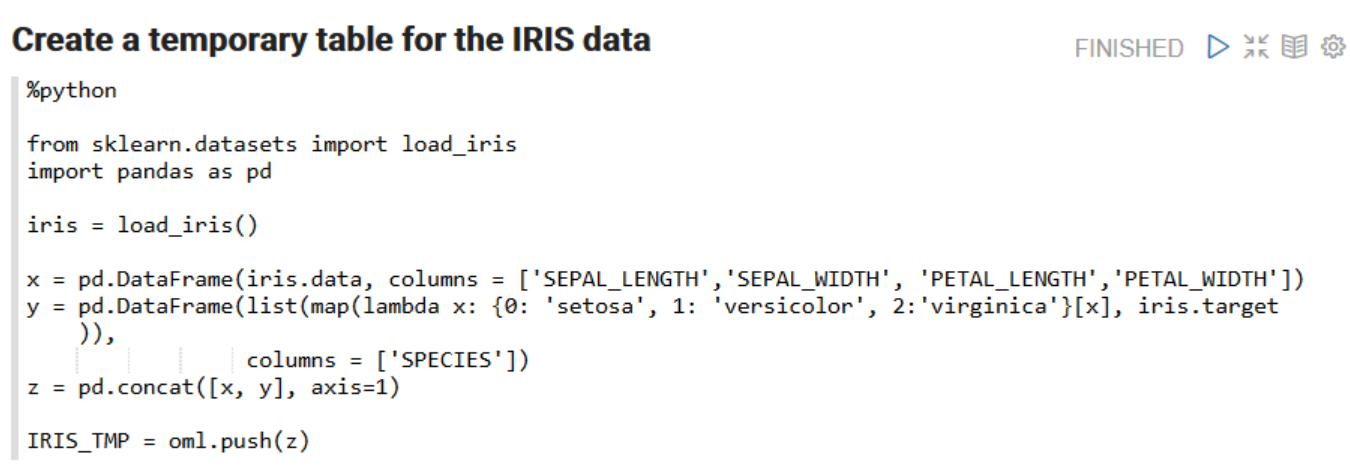 Create a temporary table for the IRIS data
FINISHED
%python
from sklearn.datasets import load_iris
import pandas as pd
iris = load_iris()
x = pd.DataFrame(iris.data, columns = ['SEPAL_LENGTH','SEPAL_WIDTH', 'PETAL_LENGTH','PETAL_WIDTH'])
y = pd.DataFrame(list(map(lambda x: {0: 'setosa', 1: 'versicolor', 2:'virginica'}[x], iris.target
)),
columns = ['SPECIES'])
z = pd.concat([x, y], axis=1)
IRIS_TMP = oml.push(z)